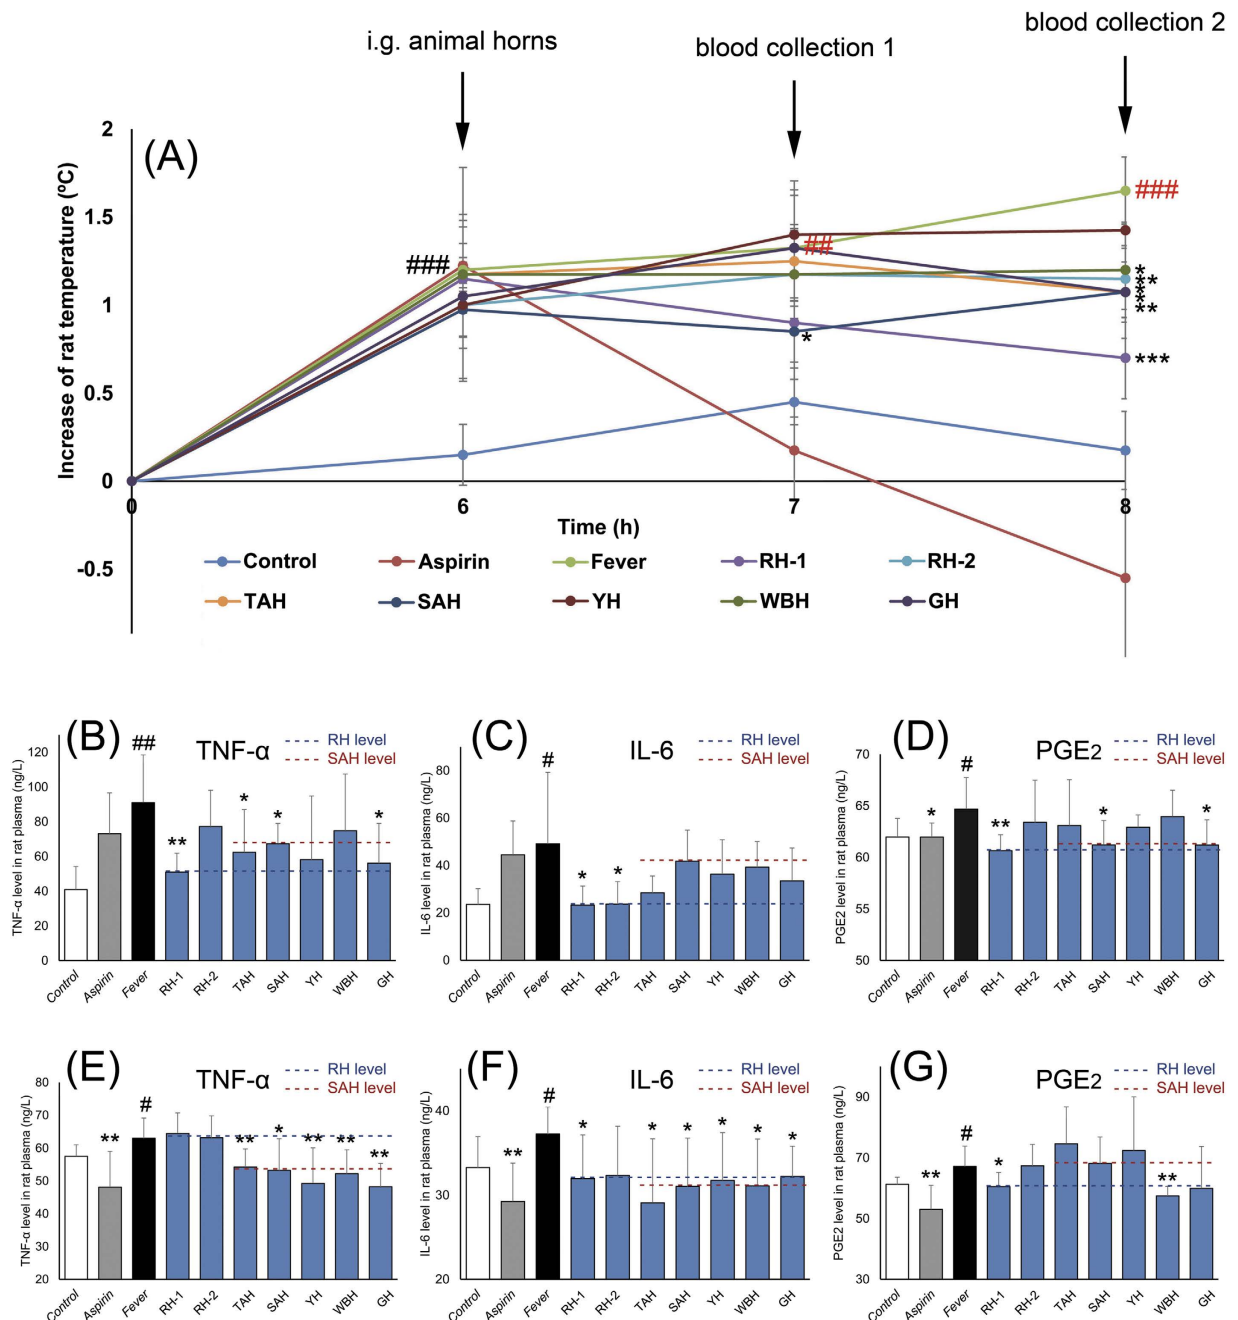 i.g. animal horns
blood collection 1
blood collection 2
(A)
Increase of rat temperature (ºC)
2
1.5
1
0.5
0
-0.5
###
##
###
*
*
**
*
*
**
***
0 6 7 8
Time (h)
Control Aspirin Fever RH-1 RH-2
TAH SAH YH WBH GH
(B)
TNF-α
RH level
SAH level
TNF-α level in rat plasma (ng/L)
120
100
80
60
40
20
0
## ** * * *
Control Aspirin Fever RH-1 RH-2 TAH SAH YH WBH GH
(C)
IL-6
RH level
SAH level
IL-6 level in rat plasma (ng/L)
80
60
40
20
0
# * *
Control Aspirin Fever RH-1 RH-2 TAH SAH YH WBH GH
(D)
PGE2
RH level
SAH level
PGE2 level in rat plasma (ng/L)
70
65
60
55
50
* # ** * *
Control Aspirin Fever RH-1 RH-2 TAH SAH YH WBH GH
(E)
TNF-α
RH level
SAH level
TNF-α level in rat plasma (ng/L)
80
70
60
50
40
30
20
** # ** * ** ** **
Control Aspirin Fever RH-1 RH-2 TAH SAH YH WBH GH
(F)
IL-6
RH level
SAH level
IL-6 level in rat plasma (ng/L)
40
30
20
** # * * * * * *
Control Aspirin Fever RH-1 RH-2 TAH SAH YH WBH GH
(G)
PGE2
RH level
SAH level
PGE2 level in rat plasma (ng/L)
90
70
50
30
** # * **
Control Aspirin Fever RH-1 RH-2 TAH SAH YH WBH GH